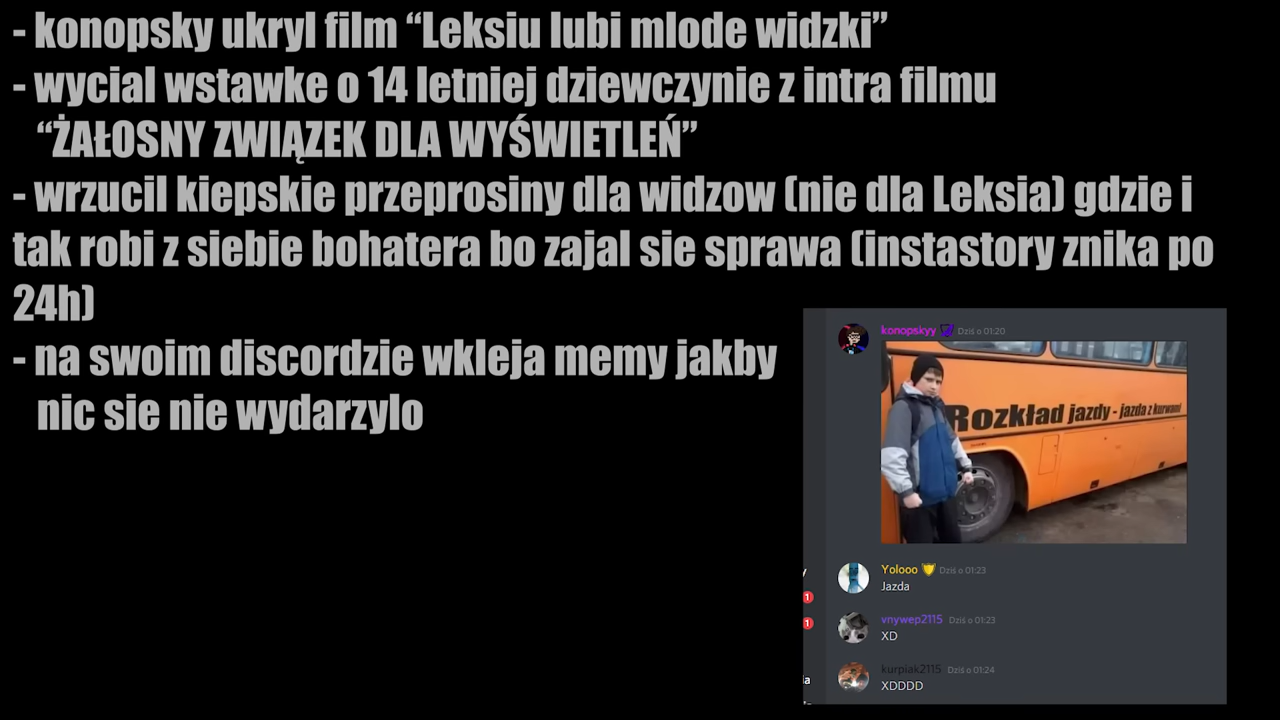 - konopsky ukryl film “Leksiu lubi mlode widzki”
- wycial wstawke o 14 letniej dziewczynie z intra filmu
“ŻAŁOSNY ZWIĄZEK DLA WYŚWIETLEŃ”
- wrzucil kiepskie przeprosiny dla widzow (nie dla Leksia) gdzie i
tak robi z siebie bohatera bo zajal sie sprawa (instastory znika po
24h)
- na swoim discordzie wkleja memy jakby
nic sie nie wydarzylo
konopskyy Dziś o 01:20
Rozkład jazdy - jazda z kurwami
Yolooo Dziś o 01:23
Jazda
1
1
vnywep2115 Dziś o 01:23
XD
kurpiak2115 Dziś o 01:24
XDDDD